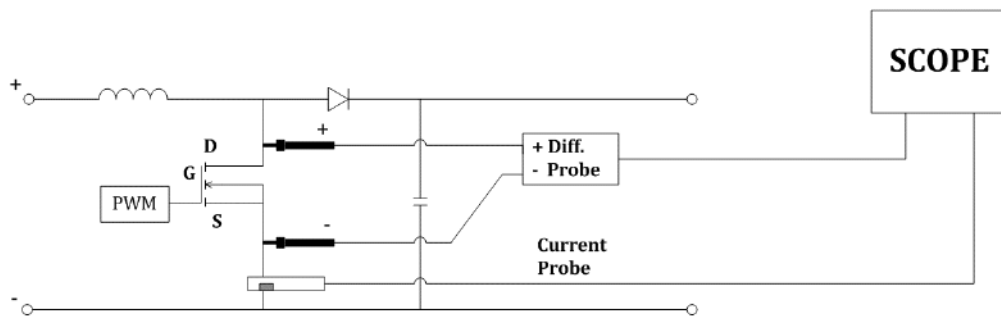 SCOPE
+
D
+
+ Diff.
- Probe
G
PWM
S
-
Current
Probe
-